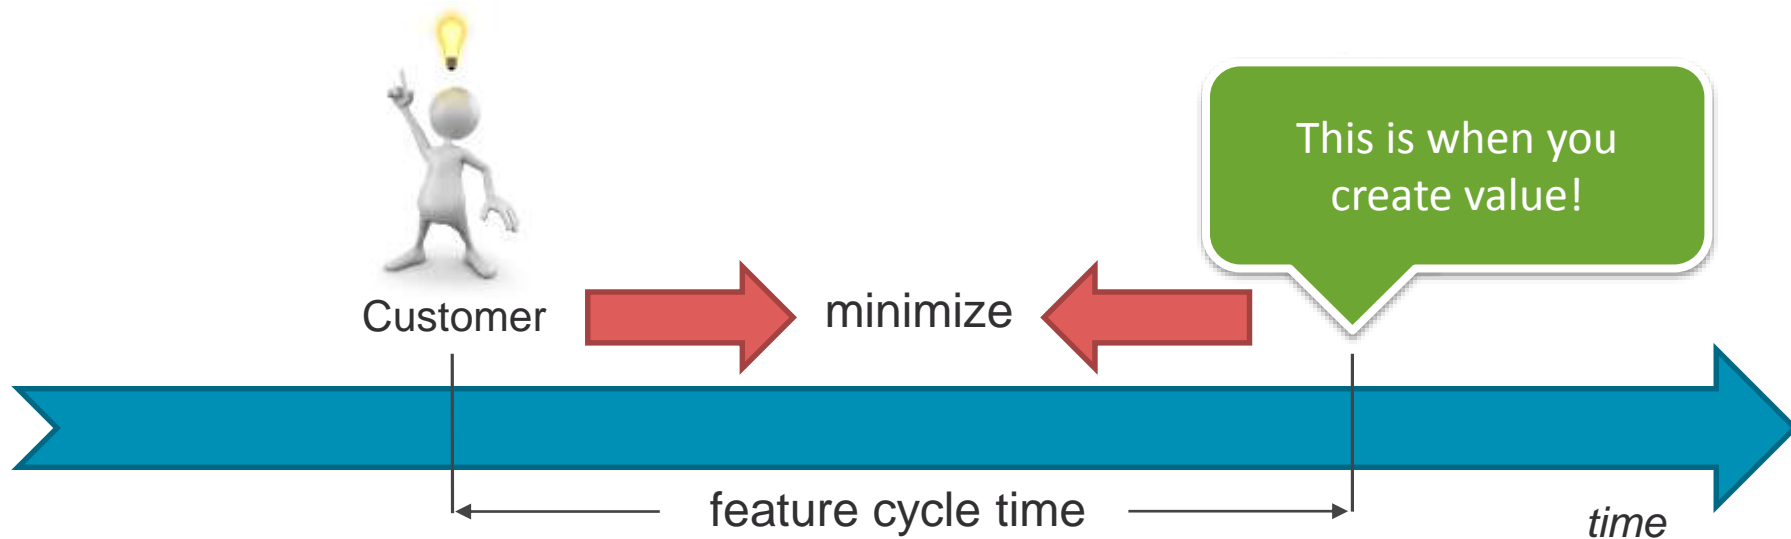 This is when you
create value!
Customer
minimize
feature cycle time
time